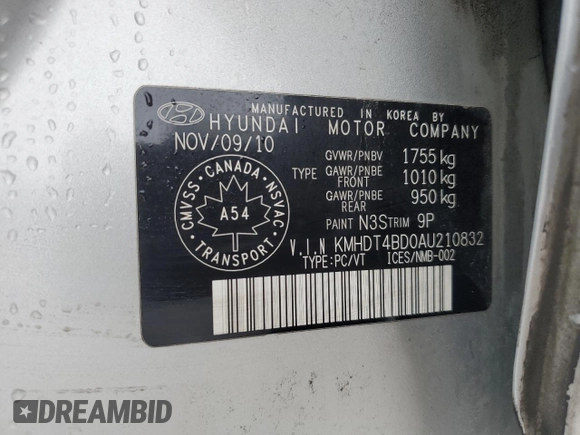 MANUFACTURED IN KOREA BY
HYUNDAI MOTOR COMPANY
NOV/09/10
GVWR/PNBV 1755 kg
TYPE GAWR/PNBE FRONT 1010 kg
GAWR/PNBE REAR 950 kg
PAINT N3S TRIM 9P
V.I.N KMHDT4BD0AU210832
TYPE:PC/VT ICES/NMB-002
CMVSS · CANADA · NSVAC
A54
TRANSPORT
DREAMBID